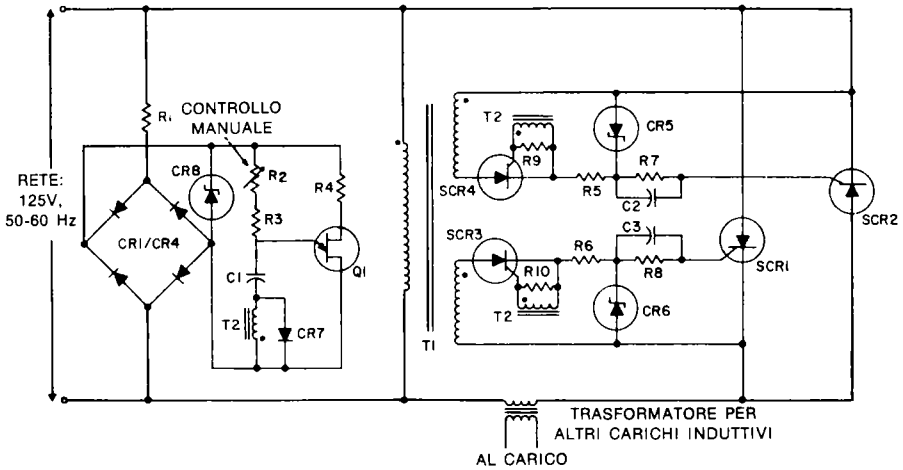 RETE:
125V,
50-60 Hz
R1
CONTROLLO
MANUALE
CR8
R2
R4
R3
CR1/CR4
C1
Q1
T2
CR7
T1
T2
R9
CR5
R7
SCR4
R5
C2
SCR2
SCR3
R6
C3
R8
SCR1
R10
T2
CR6
TRASFORMATORE PER
ALTRI CARICHI INDUTTIVI
AL CARICO